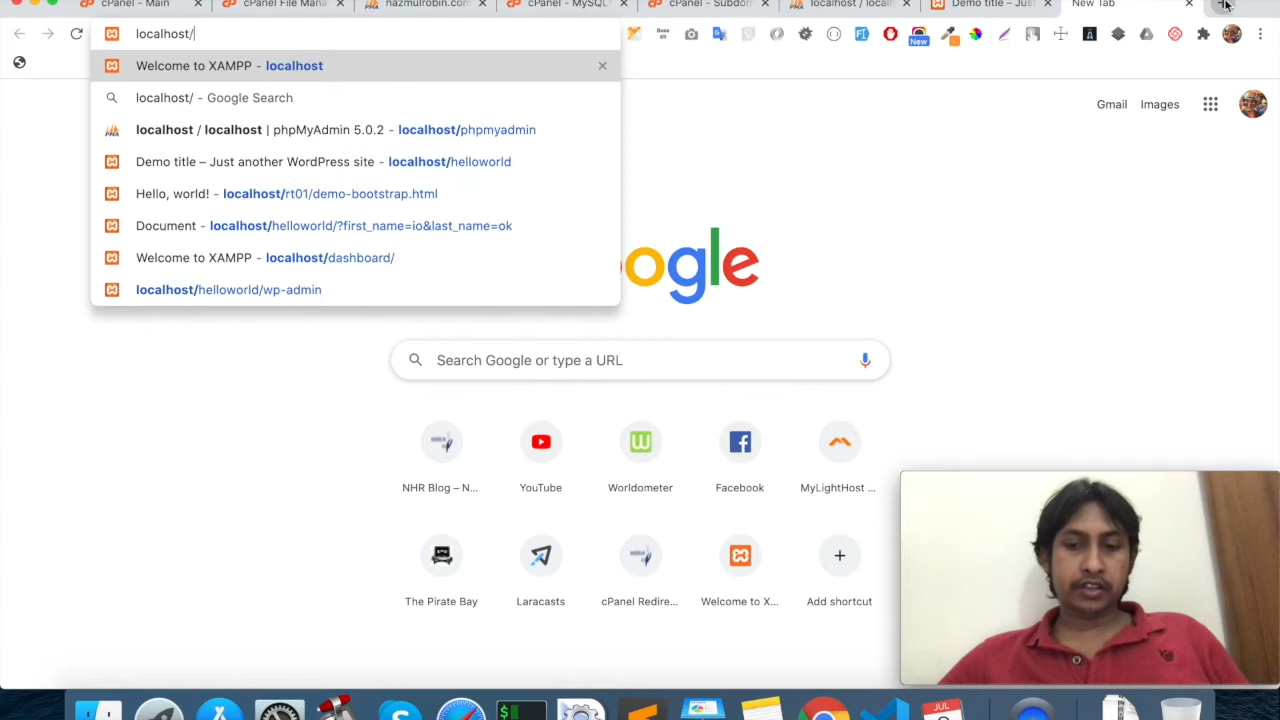 cPanel - Main
cPanel File Mana
nazmulrobin.com
cPanel - MySQL
cPanel - Subdom
localhost / localh
Demo title – Just
New Tab
localhost/
New
Welcome to XAMPP - localhost
localhost/ - Google Search
localhost / localhost | phpMyAdmin 5.0.2 - localhost/phpmyadmin
Demo title – Just another WordPress site - localhost/helloworld
Hello, world! - localhost/rt01/demo-bootstrap.html
Document - localhost/helloworld/?first_name=io&last_name=ok
Welcome to XAMPP - localhost/dashboard/
localhost/helloworld/wp-admin
Gmail
Images
ogle
Search Google or type a URL
NHR Blog – N...
YouTube
Worldometer
Facebook
MyLightHost ...
The Pirate Bay
Laracasts
cPanel Redire...
Welcome to X...
Add shortcut
JUL